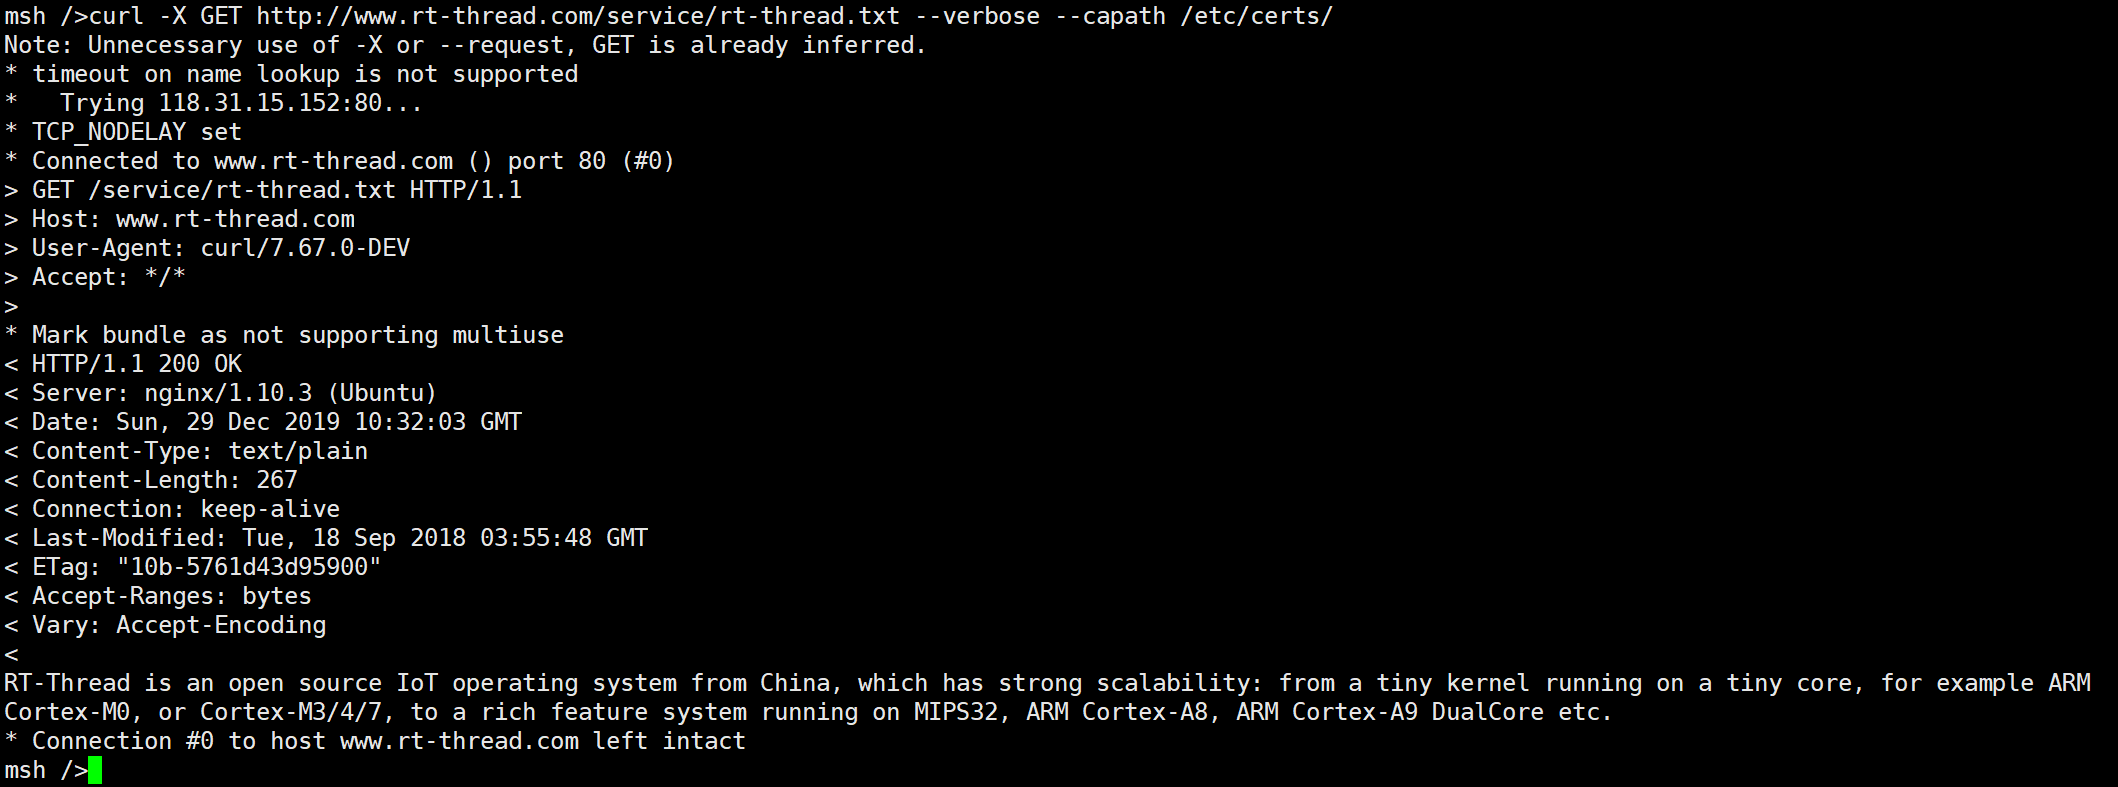 msh />curl -X GET http://www.rt-thread.com/service/rt-thread.txt --verbose --capath /etc/certs/
Note: Unnecessary use of -X or --request, GET is already inferred.
* timeout on name lookup is not supported
*   Trying 118.31.15.152:80...
* TCP_NODELAY set
* Connected to www.rt-thread.com () port 80 (#0)
> GET /service/rt-thread.txt HTTP/1.1
> Host: www.rt-thread.com
> User-Agent: curl/7.67.0-DEV
> Accept: */*
>
* Mark bundle as not supporting multiuse
< HTTP/1.1 200 OK
< Server: nginx/1.10.3 (Ubuntu)
< Date: Sun, 29 Dec 2019 10:32:03 GMT
< Content-Type: text/plain
< Content-Length: 267
< Connection: keep-alive
< Last-Modified: Tue, 18 Sep 2018 03:55:48 GMT
< ETag: "10b-5761d43d95900"
< Accept-Ranges: bytes
< Vary: Accept-Encoding
<
RT-Thread is an open source IoT operating system from China, which has strong scalability: from a tiny kernel running on a tiny core, for example ARM
Cortex-M0, or Cortex-M3/4/7, to a rich feature system running on MIPS32, ARM Cortex-A8, ARM Cortex-A9 DualCore etc.
* Connection #0 to host www.rt-thread.com left intact
msh />